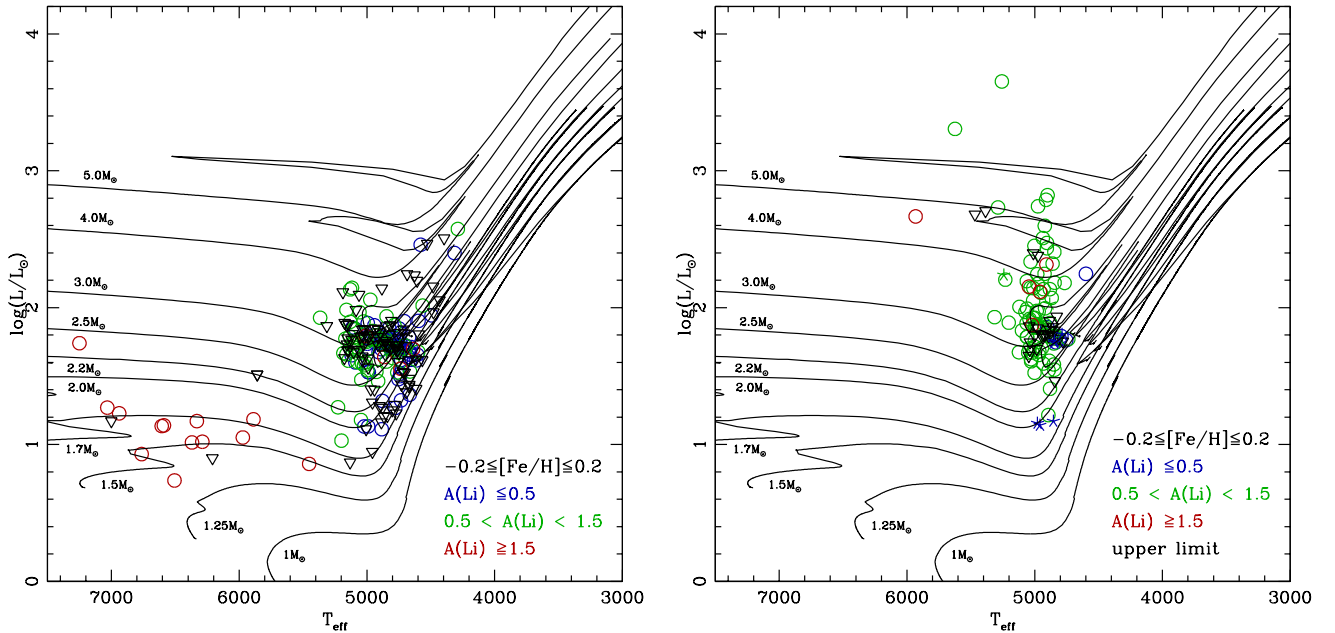 4
3
2
1
0
log(L/L⊙)
5.0M⊙
4.0M⊙
3.0M⊙
2.5M⊙
2.2M⊙
2.0M⊙
1.7M⊙
1.5M⊙
1.25M⊙
1M⊙
−0.2≦[Fe/H]≦0.2
A(Li) ≦0.5
0.5 < A(Li) < 1.5
A(Li) ≧1.5
7000 6000 5000 4000 3000
Teff
4
3
2
1
0
log(L/L⊙)
5.0M⊙
4.0M⊙
3.0M⊙
2.5M⊙
2.2M⊙
2.0M⊙
1.7M⊙
1.5M⊙
1.25M⊙
1M⊙
−0.2≦[Fe/H]≦0.2
A(Li) ≦0.5
0.5 < A(Li) < 1.5
A(Li) ≧1.5
upper limit
7000 6000 5000 4000 3000
Teff